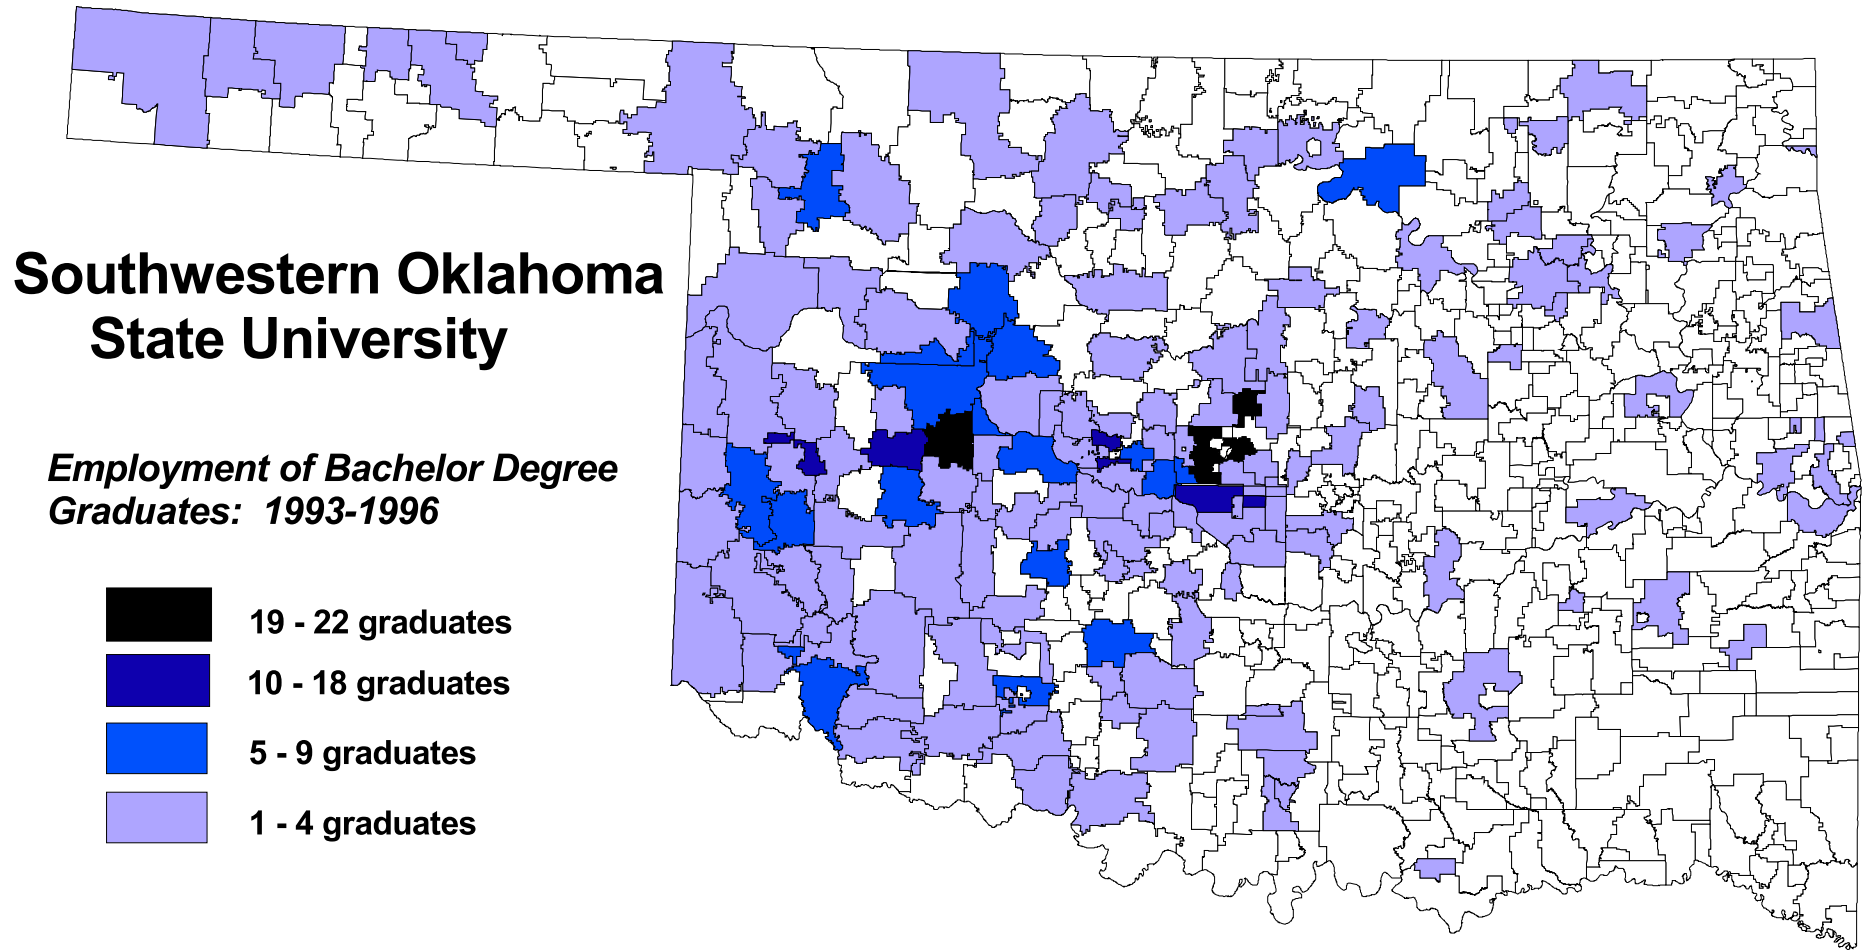 Southwestern Oklahoma
State University
Employment of Bachelor Degree
Graduates: 1993-1996
19 - 22 graduates
10 - 18 graduates
5 - 9 graduates
1 - 4 graduates